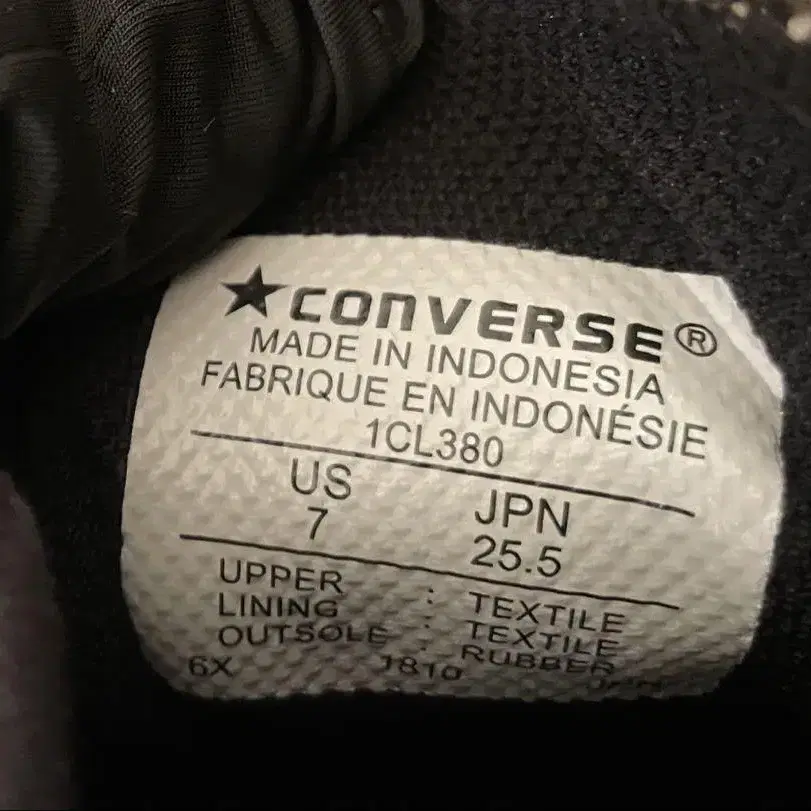 ★CONVERSE®
MADE IN INDONESIA
FABRIQUE EN INDONÉSIE
1CL380
US JPN
7 25.5
UPPER : TEXTILE
LINING : TEXTILE
OUTSOLE : RUBBER
6X 1810